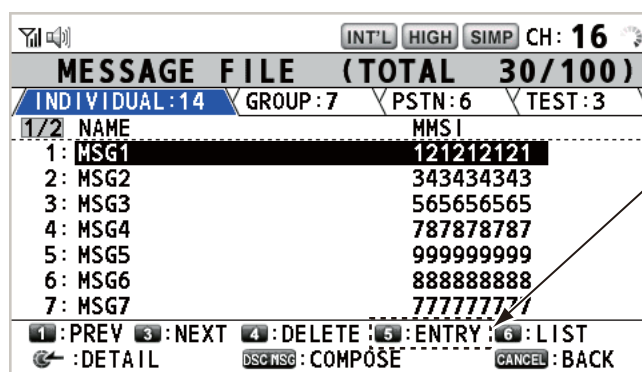 INT'L HIGH SIMP CH: 16
MESSAGE FILE (TOTAL 30/100)
INDIVIDUAL:14 GROUP:7 PSTN:6 TEST:3
1/2 NAME MMSI
1: MSG1 121212121
2: MSG2 343434343
3: MSG3 565656565
4: MSG4 787878787
5: MSG5 999999999
6: MSG6 888888888
7: MSG7 777777777
1 :PREV 3 :NEXT 4 :DELETE 5 :ENTRY 6 :LIST
:DETAIL DSC MSG :COMPOSE CANCEL :BACK